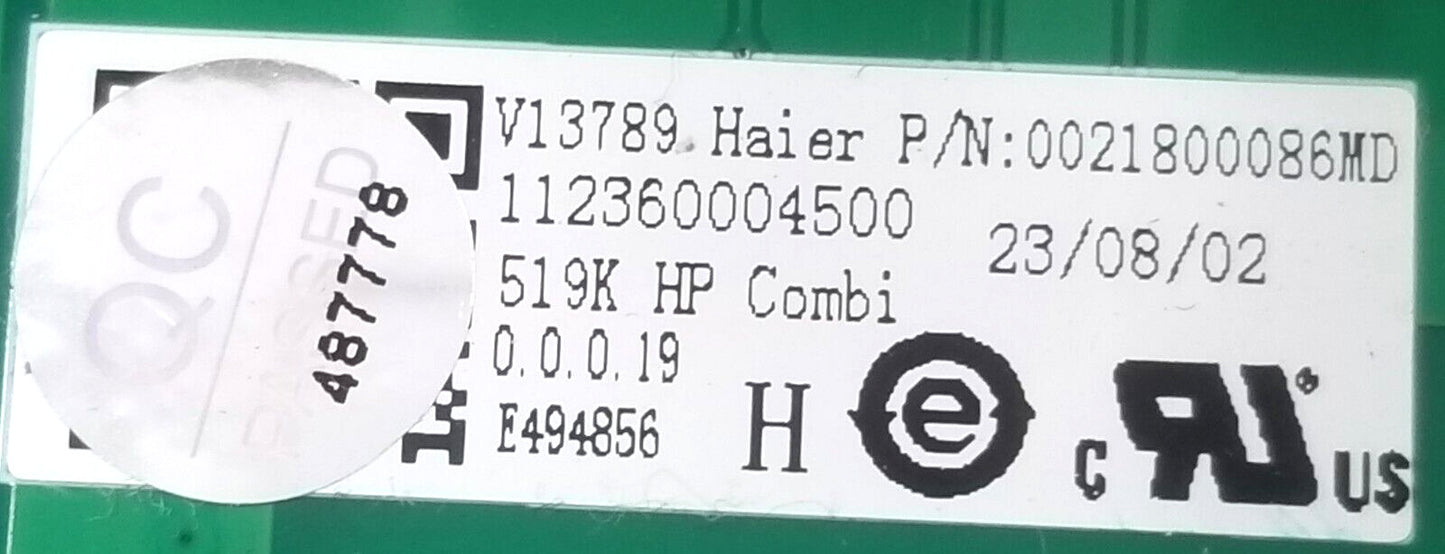 V13789 Haier P/N:0021800086MD
112360004500 23/08/02
519K HP Combi
0.0.0.19
E494856 H e c RU® US
QC
PASSED
487778